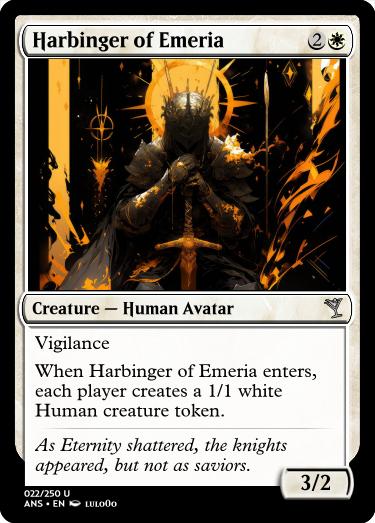 Harbinger of Emeria 2
Creature — Human Avatar
Vigilance
When Harbinger of Emeria enters,
each player creates a 1/1 white
Human creature token.
As Eternity shattered, the knights
appeared, but not as saviors.
3/2
022/250 U
ANS • EN LULO0o